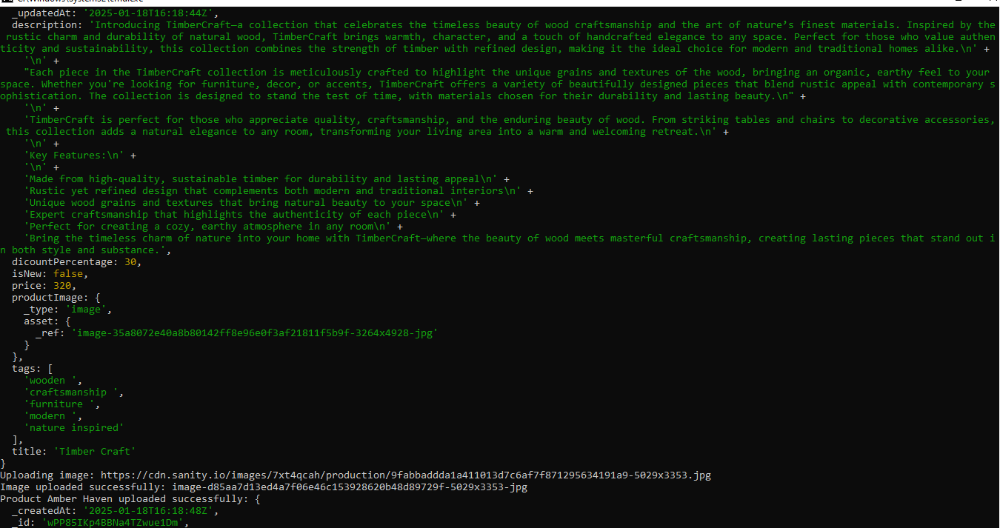 _updatedAt: '2025-01-18T16:18:44Z',
description: 'Introducing TimberCraft—a collection that celebrates the timeless beauty of wood craftsmanship and the art of nature’s finest materials. Inspired by the
rustic charm and durability of natural wood, TimberCraft brings warmth, character, and a touch of handcrafted elegance to any space. Perfect for those who value authen
ticity and sustainability, this collection combines the strength of timber with refined design, making it the ideal choice for modern and traditional homes alike.\n' +
'\n' +
"Each piece in the TimberCraft collection is meticulously crafted to highlight the unique grains and textures of the wood, bringing an organic, earthy feel to your
space. Whether you're looking for furniture, decor, or accents, TimberCraft offers a variety of beautifully designed pieces that blend rustic appeal with contemporary s
ophistication. The collection is designed to stand the test of time, with materials chosen for their durability and lasting beauty.\n" +
'\n' +
'TimberCraft is perfect for those who appreciate quality, craftsmanship, and the enduring beauty of wood. From striking tables and chairs to decorative accessories,
this collection adds a natural elegance to any room, transforming your living area into a warm and welcoming retreat.\n' +
'\n' +
'Key Features:\n' +
'\n' +
'Made from high-quality, sustainable timber for durability and lasting appeal\n' +
'Rustic yet refined design that complements both modern and traditional interiors\n' +
'Unique wood grains and textures that bring natural beauty to your space\n' +
'Expert craftsmanship that highlights the authenticity of each piece\n' +
'Perfect for creating a cozy, earthy atmosphere in any room\n' +
'Bring the timeless charm of nature into your home with TimberCraft—where the beauty of wood meets masterful craftsmanship, creating lasting pieces that stand out i
n both style and substance.',
dicountPercentage: 30,
isNew: false,
price: 320,
productImage: {
_type: 'image',
asset: {
_ref: 'image-35a8072e40a8b80142ff8e96e0f3af21811f5b9f-3264x4928-jpg'
}
},
tags: [
'wooden ',
'craftsmanship ',
'furniture ',
'modern ',
'nature inspired'
],
title: 'Timber Craft'
}
Uploading image: https://cdn.sanity.io/images/7xt4qcah/production/9fabbaddda1a411013d7c6af7f871295634191a9-5029x3353.jpg
Image uploaded successfully: image-d85aa7d13ed4a7f06e46c153928620b48d89729f-5029x3353-jpg
Product Amber Haven uploaded successfully: {
_createdAt: '2025-01-18T16:18:48Z',
_id: 'wPP85IKp4BBNa4TZwue1Dm',